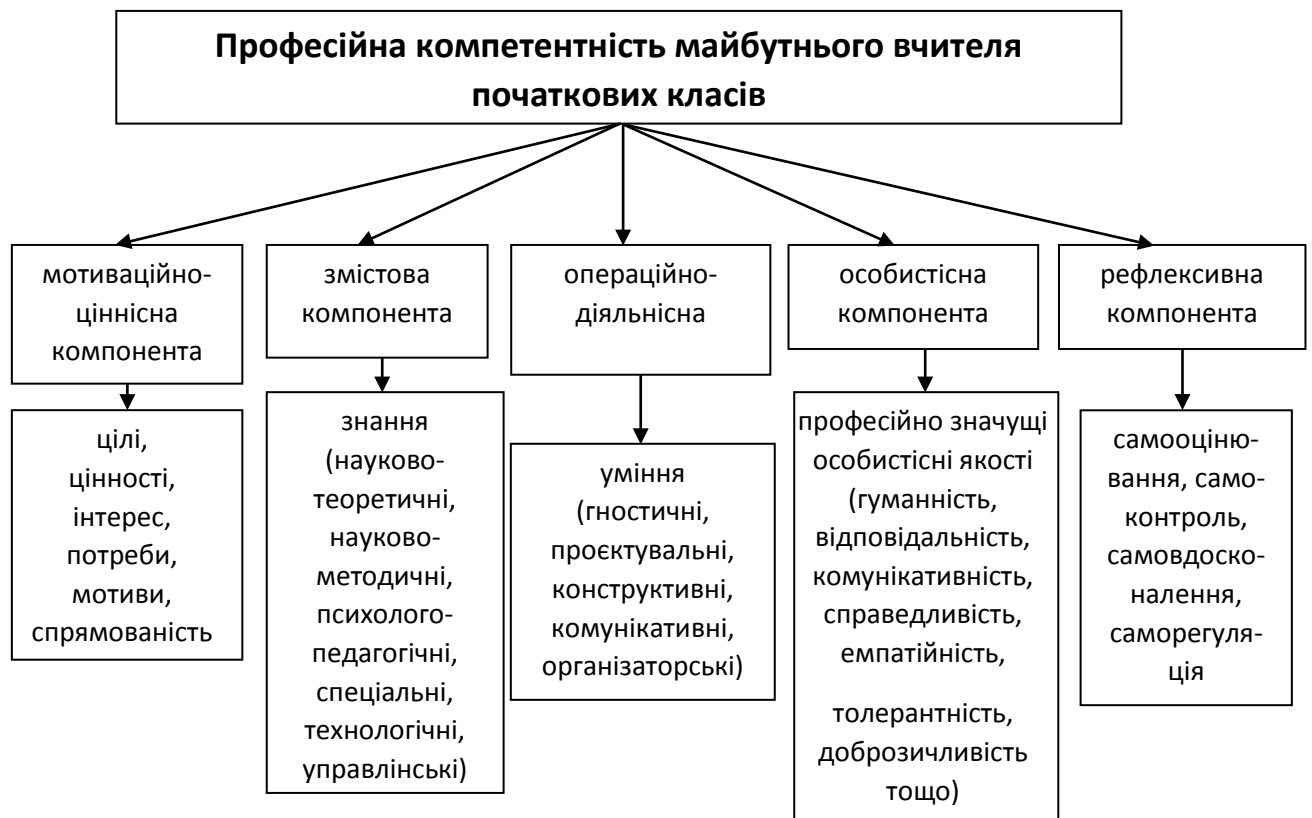 Професійна компетентність майбутнього вчителя
початкових класів
мотиваційно-
ціннісна
компонента
змістова
компонента
операційно-
діяльнісна
особистісна
компонента
рефлексивна
компонента
цілі,
цінності,
інтерес,
потреби,
мотиви,
спрямованість
знання
(науково-
теоретичні,
науково-
методичні,
психолого-
педагогічні,
спеціальні,
технологічні,
управлінські)
уміння
(гностичні,
проєктувальні,
конструктивні,
комунікативні,
організаторські)
професійно значущі
особистісні якості
(гуманність,
відповідальність,
комунікативність,
справедливість,
емпатійність,
толерантність,
доброзичливість
тощо)
самооціню-
вання, само-
контроль,
самовдоско-
налення,
саморегуля-
ція